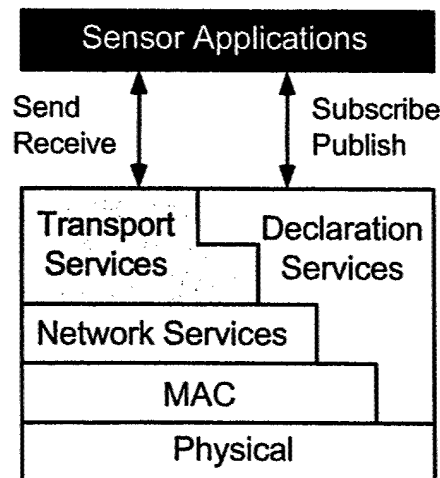 Sensor Applications
Send
Receive
Subscribe
Publish
Transport
Services
Declaration
Services
Network Services
MAC
Physical